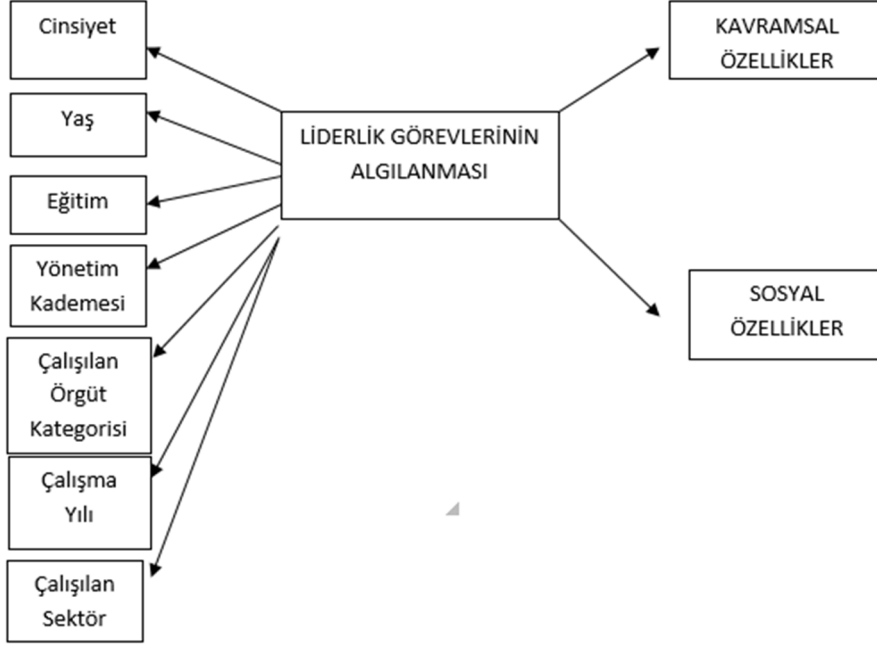 Cinsiyet
Yaş
Eğitim
Yönetim
Kademesi
Çalışılan
Örgüt
Kategorisi
Çalışma
Yılı
Çalışılan
Sektör
LİDERLİK GÖREVLERİNİN
ALGILANMASI
KAVRAMSAL
ÖZELLİKLER
SOSYAL
ÖZELLİKLER